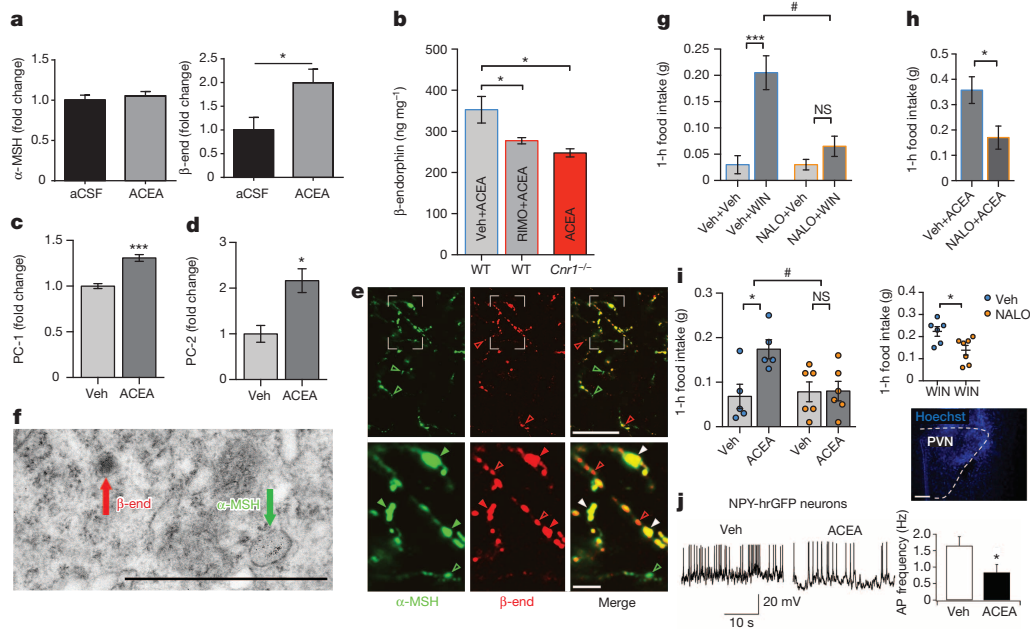 a
α-MSH (fold change)
1.5
1.0
0.5
0
aCSF
ACEA
β-end (fold change)
2.5
2.0
1.5
1.0
0.5
0
*
aCSF
ACEA
b
β-endorphin (ng mg⁻¹)
450
400
350
300
250
200
150
100
50
0
*
*
Veh+ACEA
RIMO+ACEA
ACEA
WT
WT
Cnr1⁻/⁻
c
PC-1 (fold change)
1.5
1.0
0.5
0
***
Veh
ACEA
d
PC-2 (fold change)
3
2
1
0
*
Veh
ACEA
e
α-MSH
β-end
Merge
f
β-end
α-MSH
g
1-h food intake (g)
0.3
0.2
0.1
0
#
***
NS
Veh+Veh
Veh+WIN
NALO+Veh
NALO+WIN
h
1-h food intake (g)
0.5
0.4
0.3
0.2
0.1
0
*
Veh+ACEA
NALO+ACEA
i
1-h food intake (g)
0.3
0.2
0.1
0
#
*
NS
Veh
ACEA
Veh
ACEA
1-h food intake (g)
0.4
0.3
0.2
0.1
0
*
Veh
NALO
WIN
WIN
Hoechst
PVN
j
NPY-hrGFP neurons
Veh
ACEA
20 mV
10 s
AP frequency (Hz)
2.0
1.5
1.0
0.5
0
*
Veh
ACEA